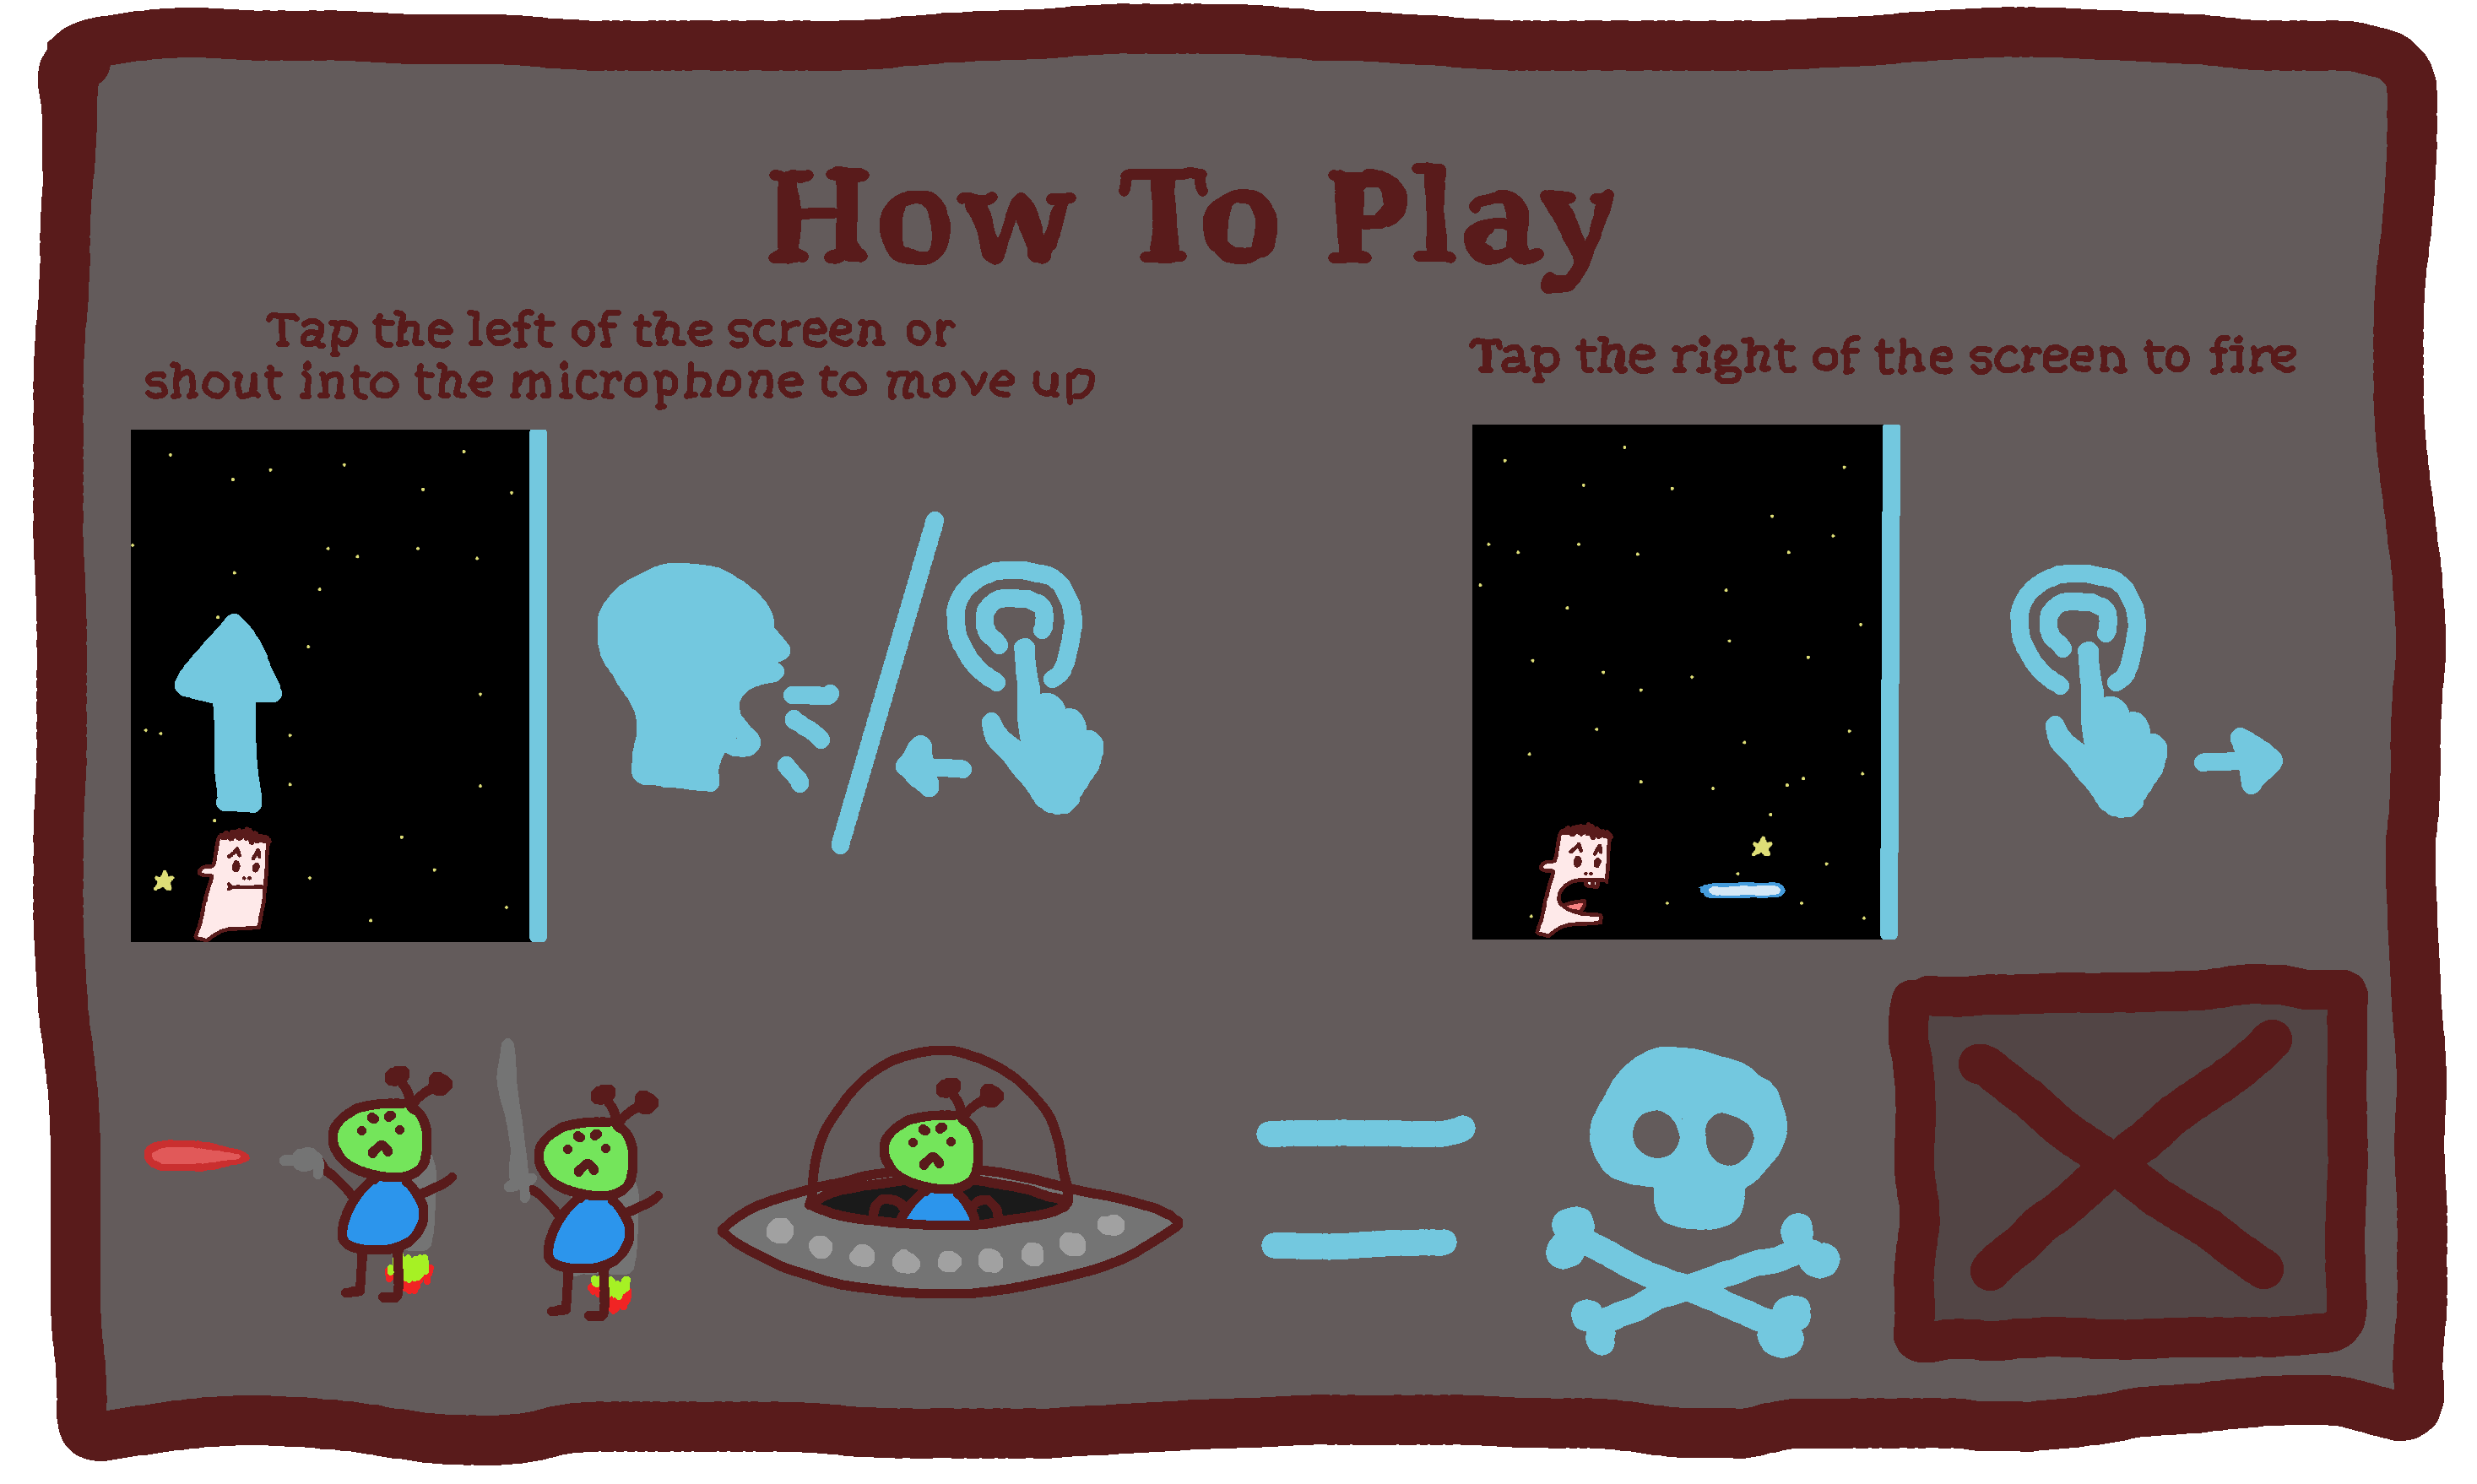 How To Play
Tap the left of the screen or
shout into the microphone to move up
Tap the right of the screen to fire